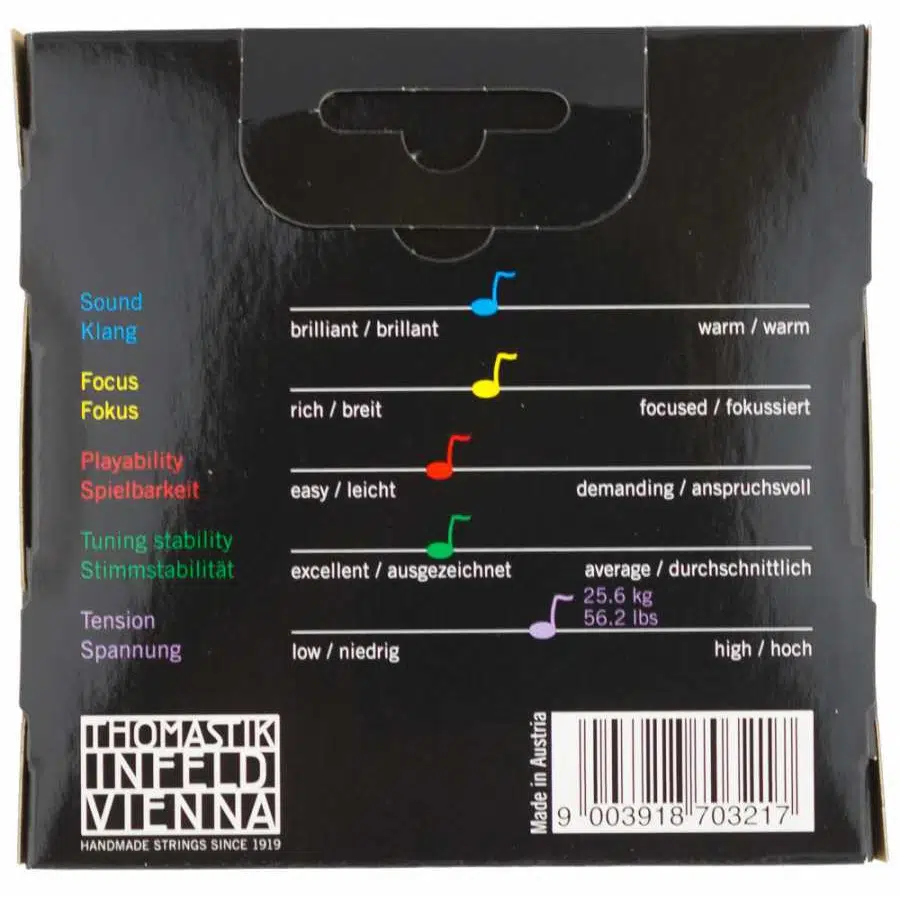 Sound
Klang
brilliant / brillant
warm / warm
Focus
Fokus
rich / breit
focused / fokussiert
Playability
Spielbarkeit
easy / leicht
demanding / anspruchsvoll
Tuning stability
Stimmstabilität
excellent / ausgezeichnet
average / durchschnittlich
Tension
Spannung
25.6 kg
56.2 lbs
low / niedrig
high / hoch
THOMASTIK
INFELD
VIENNA
HANDMADE STRINGS SINCE 1919
Made in Austria
9 003918 703217